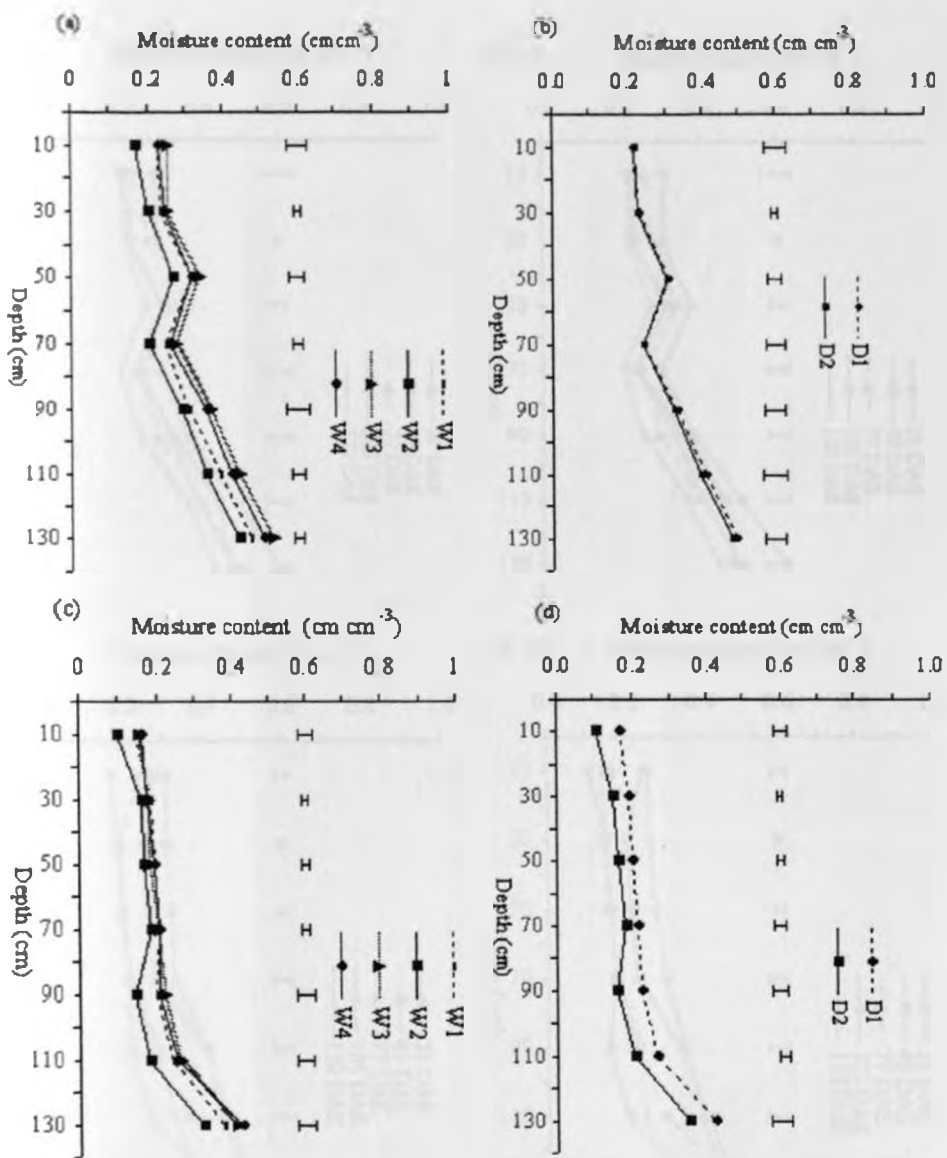 (a)
Moisture content (cm cm-3)
0 0.2 0.4 0.6 0.8 1
10
30
50
70
90
110
130
Depth (cm)
W4
W3
W2
W1
(b)
Moisture content (cm cm-3)
0.0 0.2 0.4 0.6 0.8 1.0
10
30
50
70
90
110
130
Depth (cm)
D2
D1
(c)
Moisture content (cm cm-3)
0 0.2 0.4 0.6 0.8 1
10
30
50
70
90
110
130
Depth (cm)
W4
W3
W2
W1
(d)
Moisture content (cm cm-3)
0.0 0.2 0.4 0.6 0.8 1.0
10
30
50
70
90
110
130
Depth (cm)
D2
D1